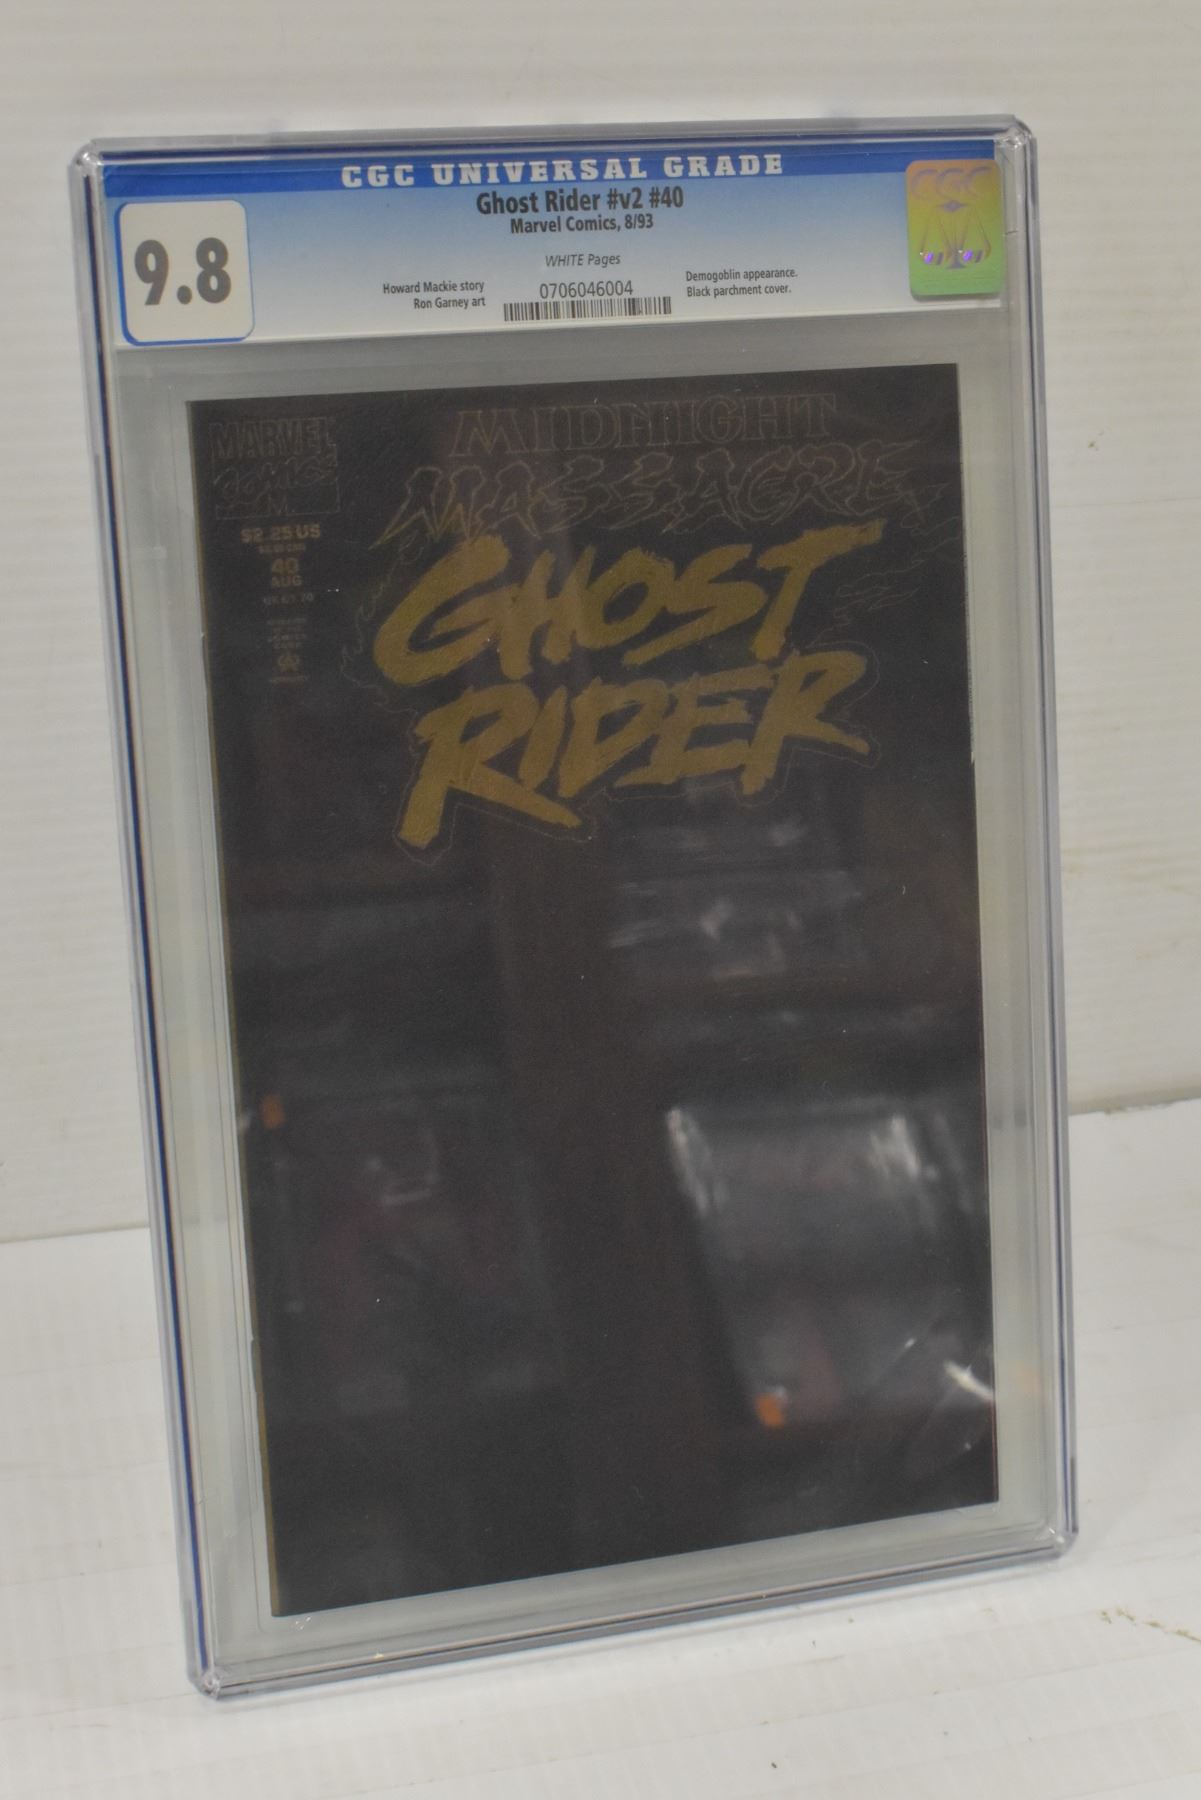 CGC UNIVERSAL GRADE
Ghost Rider #v2 #40
Marvel Comics, 8/93
9.8
WHITE Pages
Howard Mackie story
Ron Garney art
0706046004
Demogoblin appearance.
Black parchment cover.
CGC
MARVEL
COMICS
M
$2.25 US
40
AUG
MIDNIGHT
MASSACRE
GHOST
RIDER